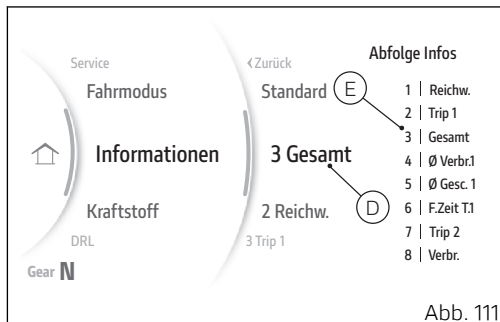 Service
Fahrmodus
Informationen
Kraftstoff
DRL
Gear N
Zurück
Standard
3 Gesamt
2 Reichw.
3 Trip 1
E
D
Abfolge Infos
1 | Reichw.
2 | Trip 1
3 | Gesamt
4 | Ø Verbr.1
5 | Ø Gesc. 1
6 | F.Zeit T.1
7 | Trip 2
8 | Verbr.
Abb. 111